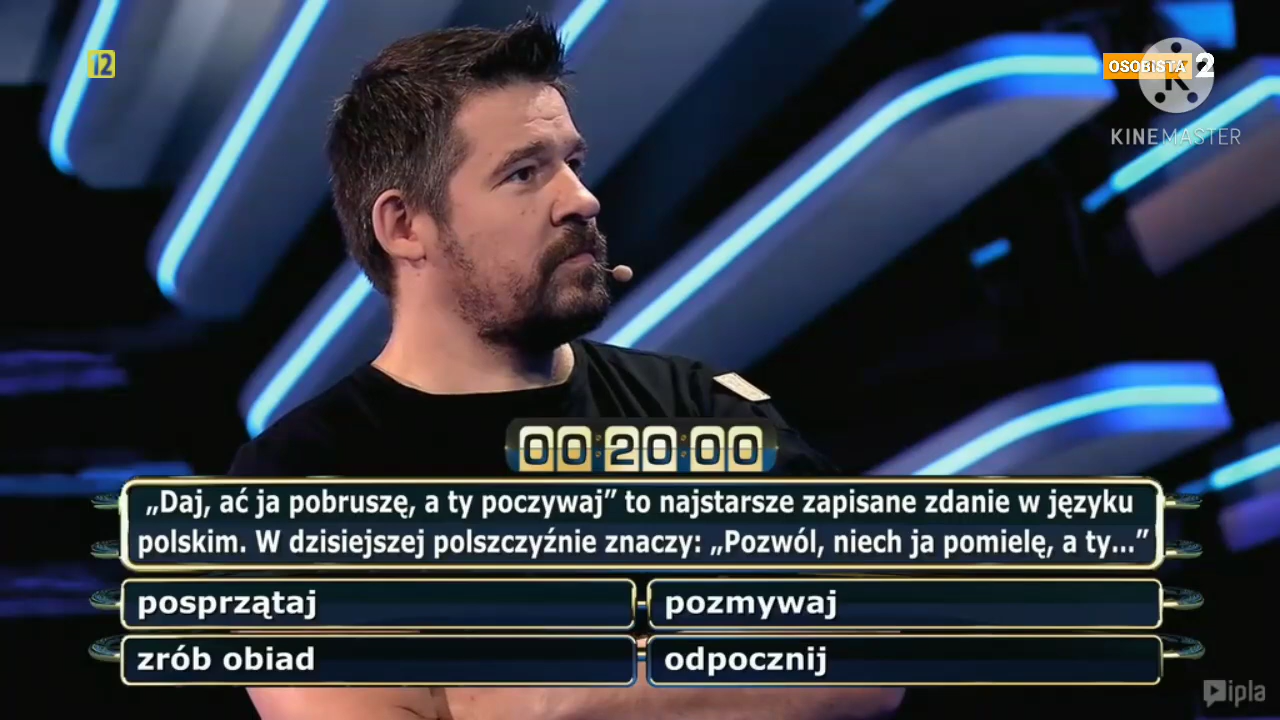 12
OSOBISTA 2
K
KINEMASTER
00:20:00
„Daj, ać ja pobruszę, a ty poczywaj” to najstarsze zapisane zdanie w języku
polskim. W dzisiejszej polszczyźnie znaczy: „Pozwól, niech ja pomielę, a ty...”
posprzątaj
pozmywaj
zrób obiad
odpocznij
ipla